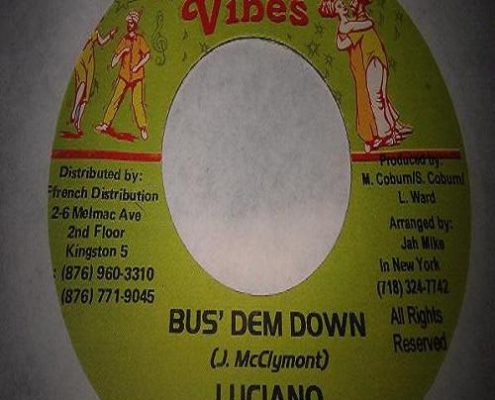 Vibes
Distributed by:
Ffrench Distribution
2-6 Melmac Ave
2nd Floor
Kingston 5
: (876) 960-3310
(876) 771-9045
Produced by:
M. Coburn/S. Coburn/
L. Ward
Arranged by:
Jah Mike
In New York
(718) 324-7742
All Rights
Reserved
BUS' DEM DOWN
(J. McClymont)
LUCIANO